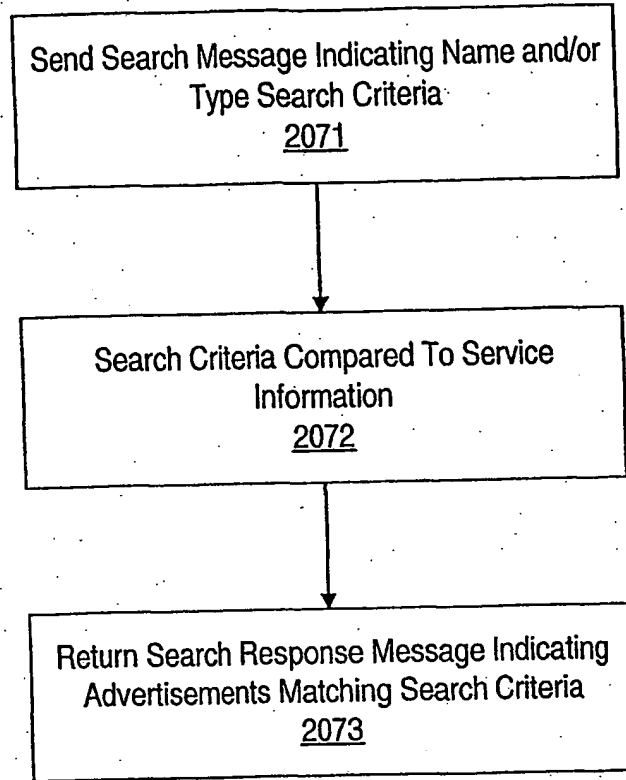 Send Search Message Indicating Name and/or
Type Search Criteria
2071
Search Criteria Compared To Service
Information
2072
Return Search Response Message Indicating
Advertisements Matching Search Criteria
2073